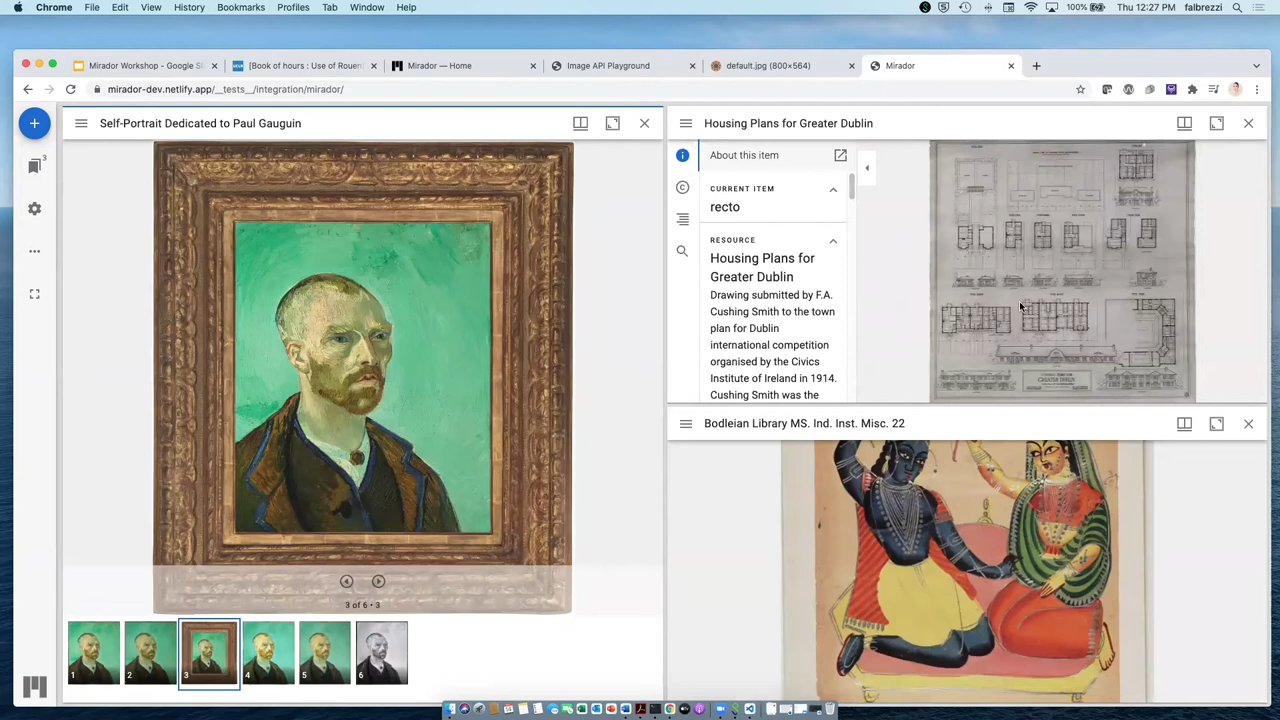 Chrome File Edit View History Bookmarks Profiles Tab Window Help 100% Thu 12:27 PM falbrezzi
Mirador Workshop - Google Sl
[Book of hours : Use of Rouen
Mirador — Home
Image API Playground
default.jpg (800×564)
Mirador
mirador-dev.netlify.app/__tests__/integration/mirador/
3
Self-Portrait Dedicated to Paul Gauguin
3 of 6 • 3
1 2 3 4 5 6
Housing Plans for Greater Dublin
About this item
CURRENT ITEM
recto
RESOURCE
Housing Plans for
Greater Dublin
Drawing submitted by F.A.
Cushing Smith to the town
plan for Dublin
international competition
organised by the Civics
Institute of Ireland in 1914.
Cushing Smith was the
GREATER DUBLIN
Bodleian Library MS. Ind. Inst. Misc. 22